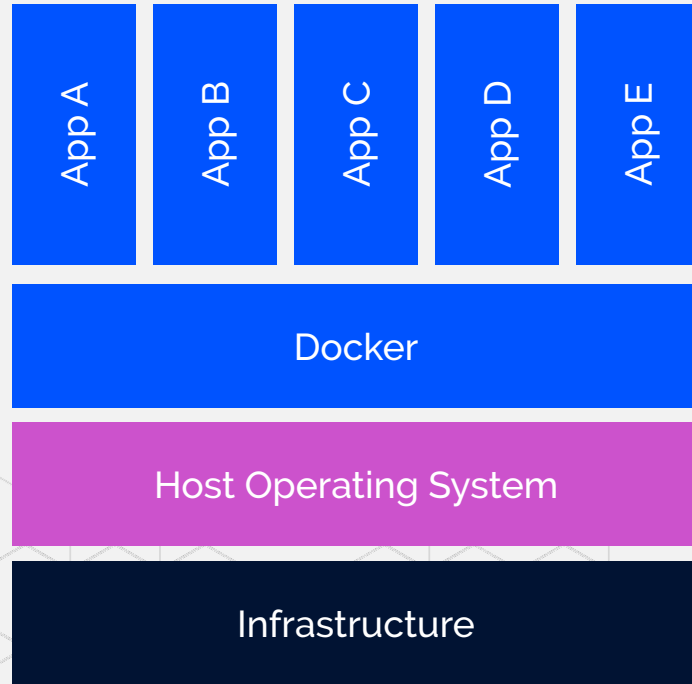 App A
App B
App C
App D
App E
Docker
Host Operating System
Infrastructure